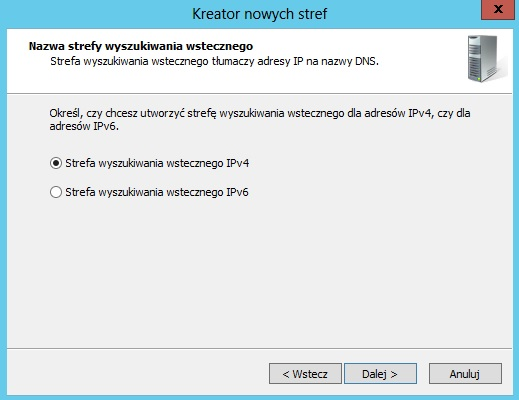 Kreator nowych stref
x
Nazwa strefy wyszukiwania wstecznego
Strefa wyszukiwania wstecznego tłumaczy adresy IP na nazwy DNS.
Określ, czy chcesz utworzyć strefę wyszukiwania wstecznego dla adresów IPv4, czy dla
adresów IPv6.
Strefa wyszukiwania wstecznego IPv4
Strefa wyszukiwania wstecznego IPv6
< Wstecz
Dalej >
Anuluj